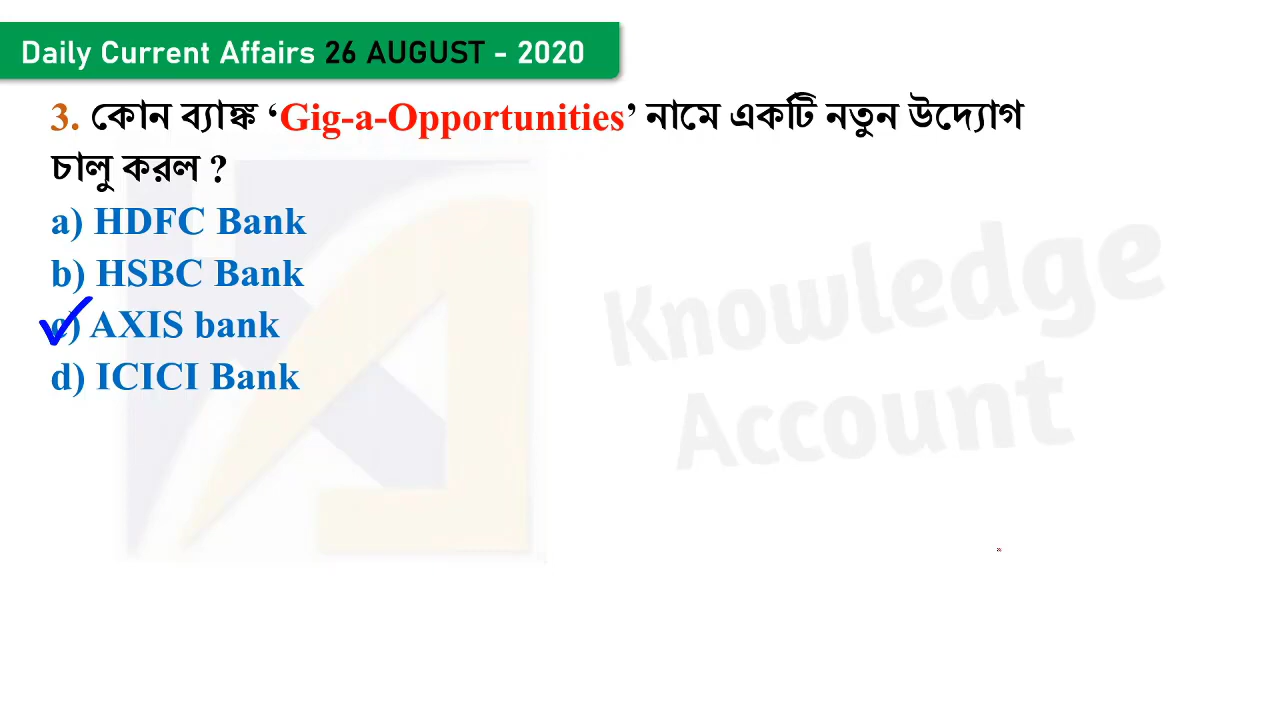 Daily Current Affairs 26 AUGUST - 2020
3. কোন ব্যাঙ্ক ‘Gig-a-Opportunities’ নামে একটি নতুন উদ্যোগ
চালু করল ?
a) HDFC Bank
b) HSBC Bank
c) AXIS bank
d) ICICI Bank
Knowledge
Account